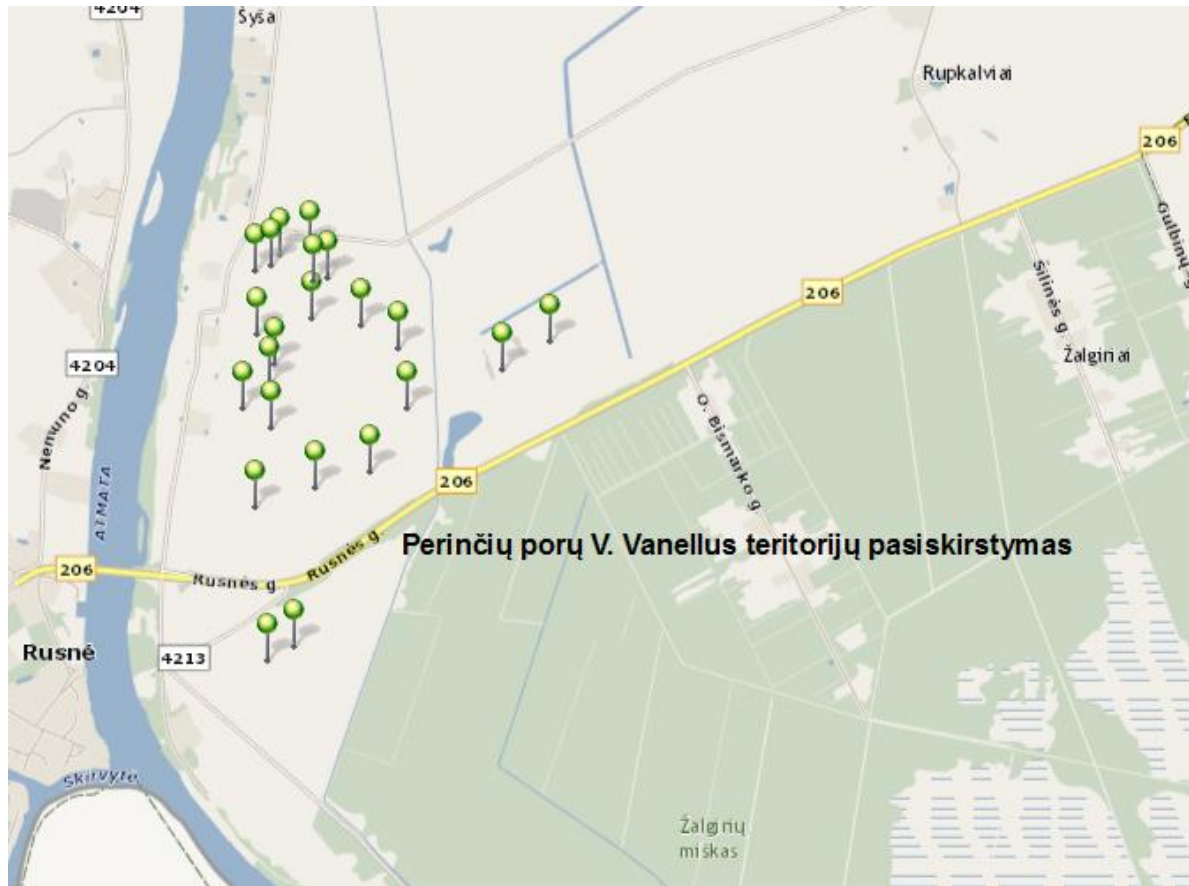 4204
Šyša
Rupkalviai
206
Gulbinų g.
206
Šilinės g.
Žalgiriai
4204
Nemuno g.
O. Bismarko g.
206
ATMATA
Rusnės g.
Perinčių porų V. Vanellus teritorijų pasiskirstymas
206
Rusnės g.
Rusnė
4213
Skirvytė
Žalgirių
miškas